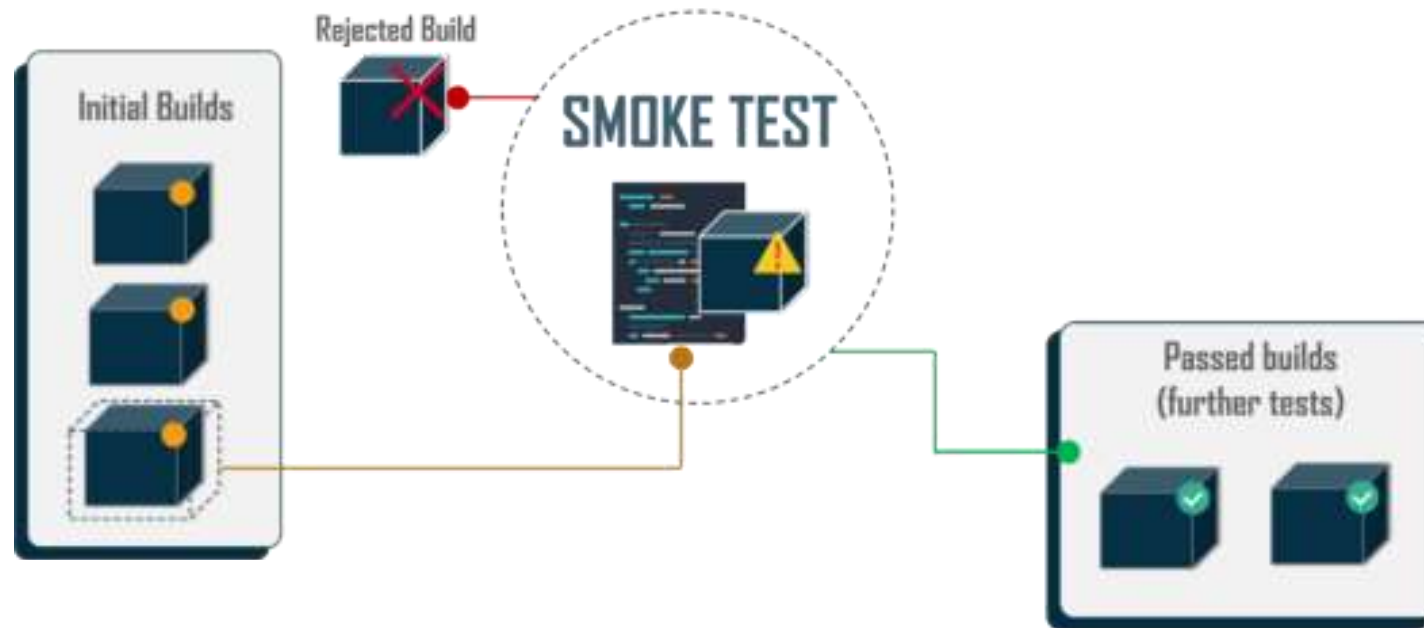 Rejected Build
Initial Builds
SMOKE TEST
Passed builds
(further tests)